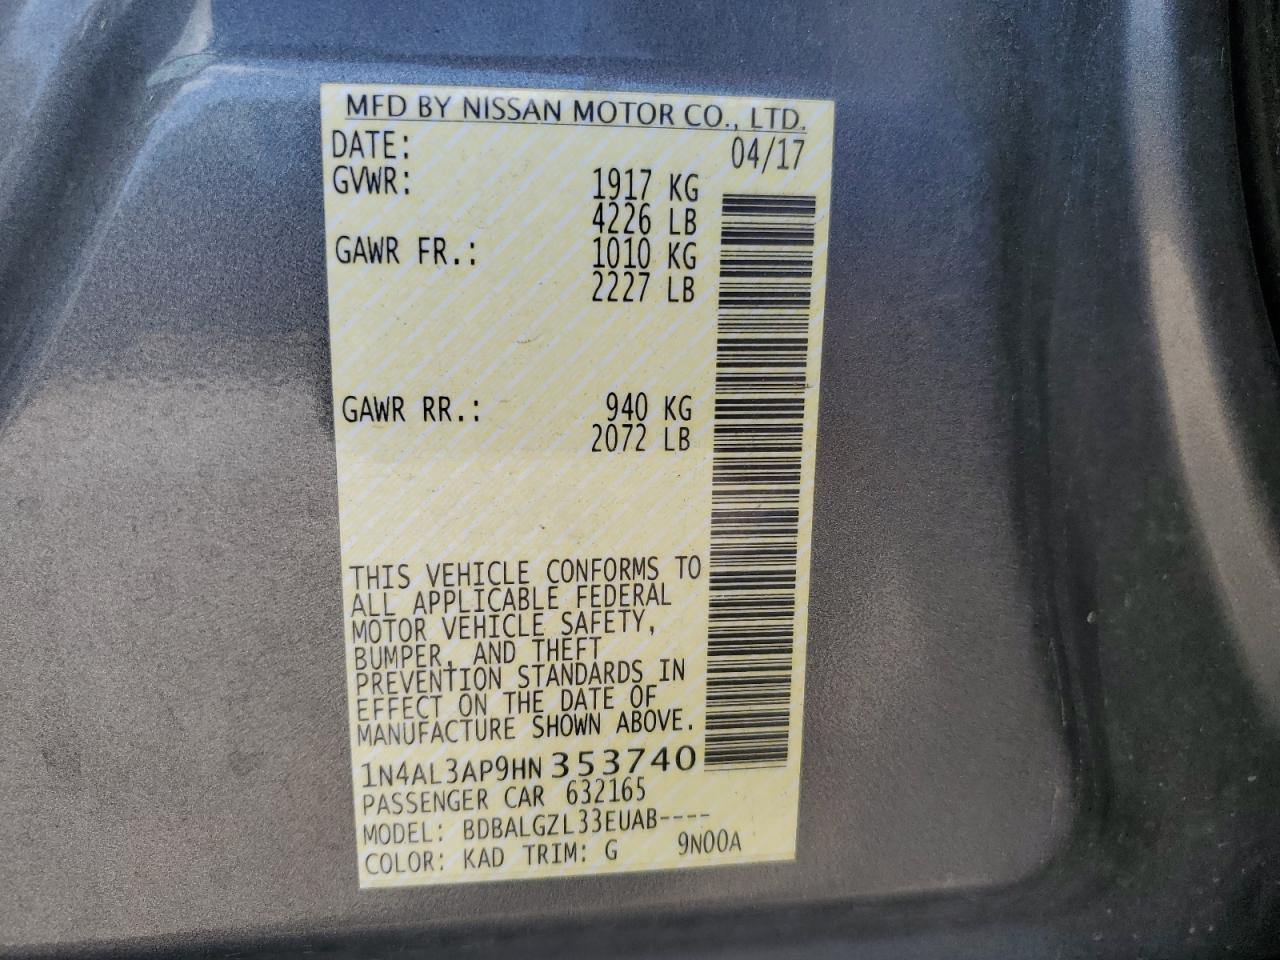 MFD BY NISSAN MOTOR CO., LTD.
DATE: 04/17
GVWR: 1917 KG
4226 LB
GAWR FR.: 1010 KG
2227 LB
GAWR RR.: 940 KG
2072 LB
THIS VEHICLE CONFORMS TO
ALL APPLICABLE FEDERAL
MOTOR VEHICLE SAFETY,
BUMPER, AND THEFT
PREVENTION STANDARDS IN
EFFECT ON THE DATE OF
MANUFACTURE SHOWN ABOVE.
1N4AL3AP9HN353740
PASSENGER CAR 632165
MODEL: BDBALGZL33EUAB----
COLOR: KAD TRIM: G 9N00A